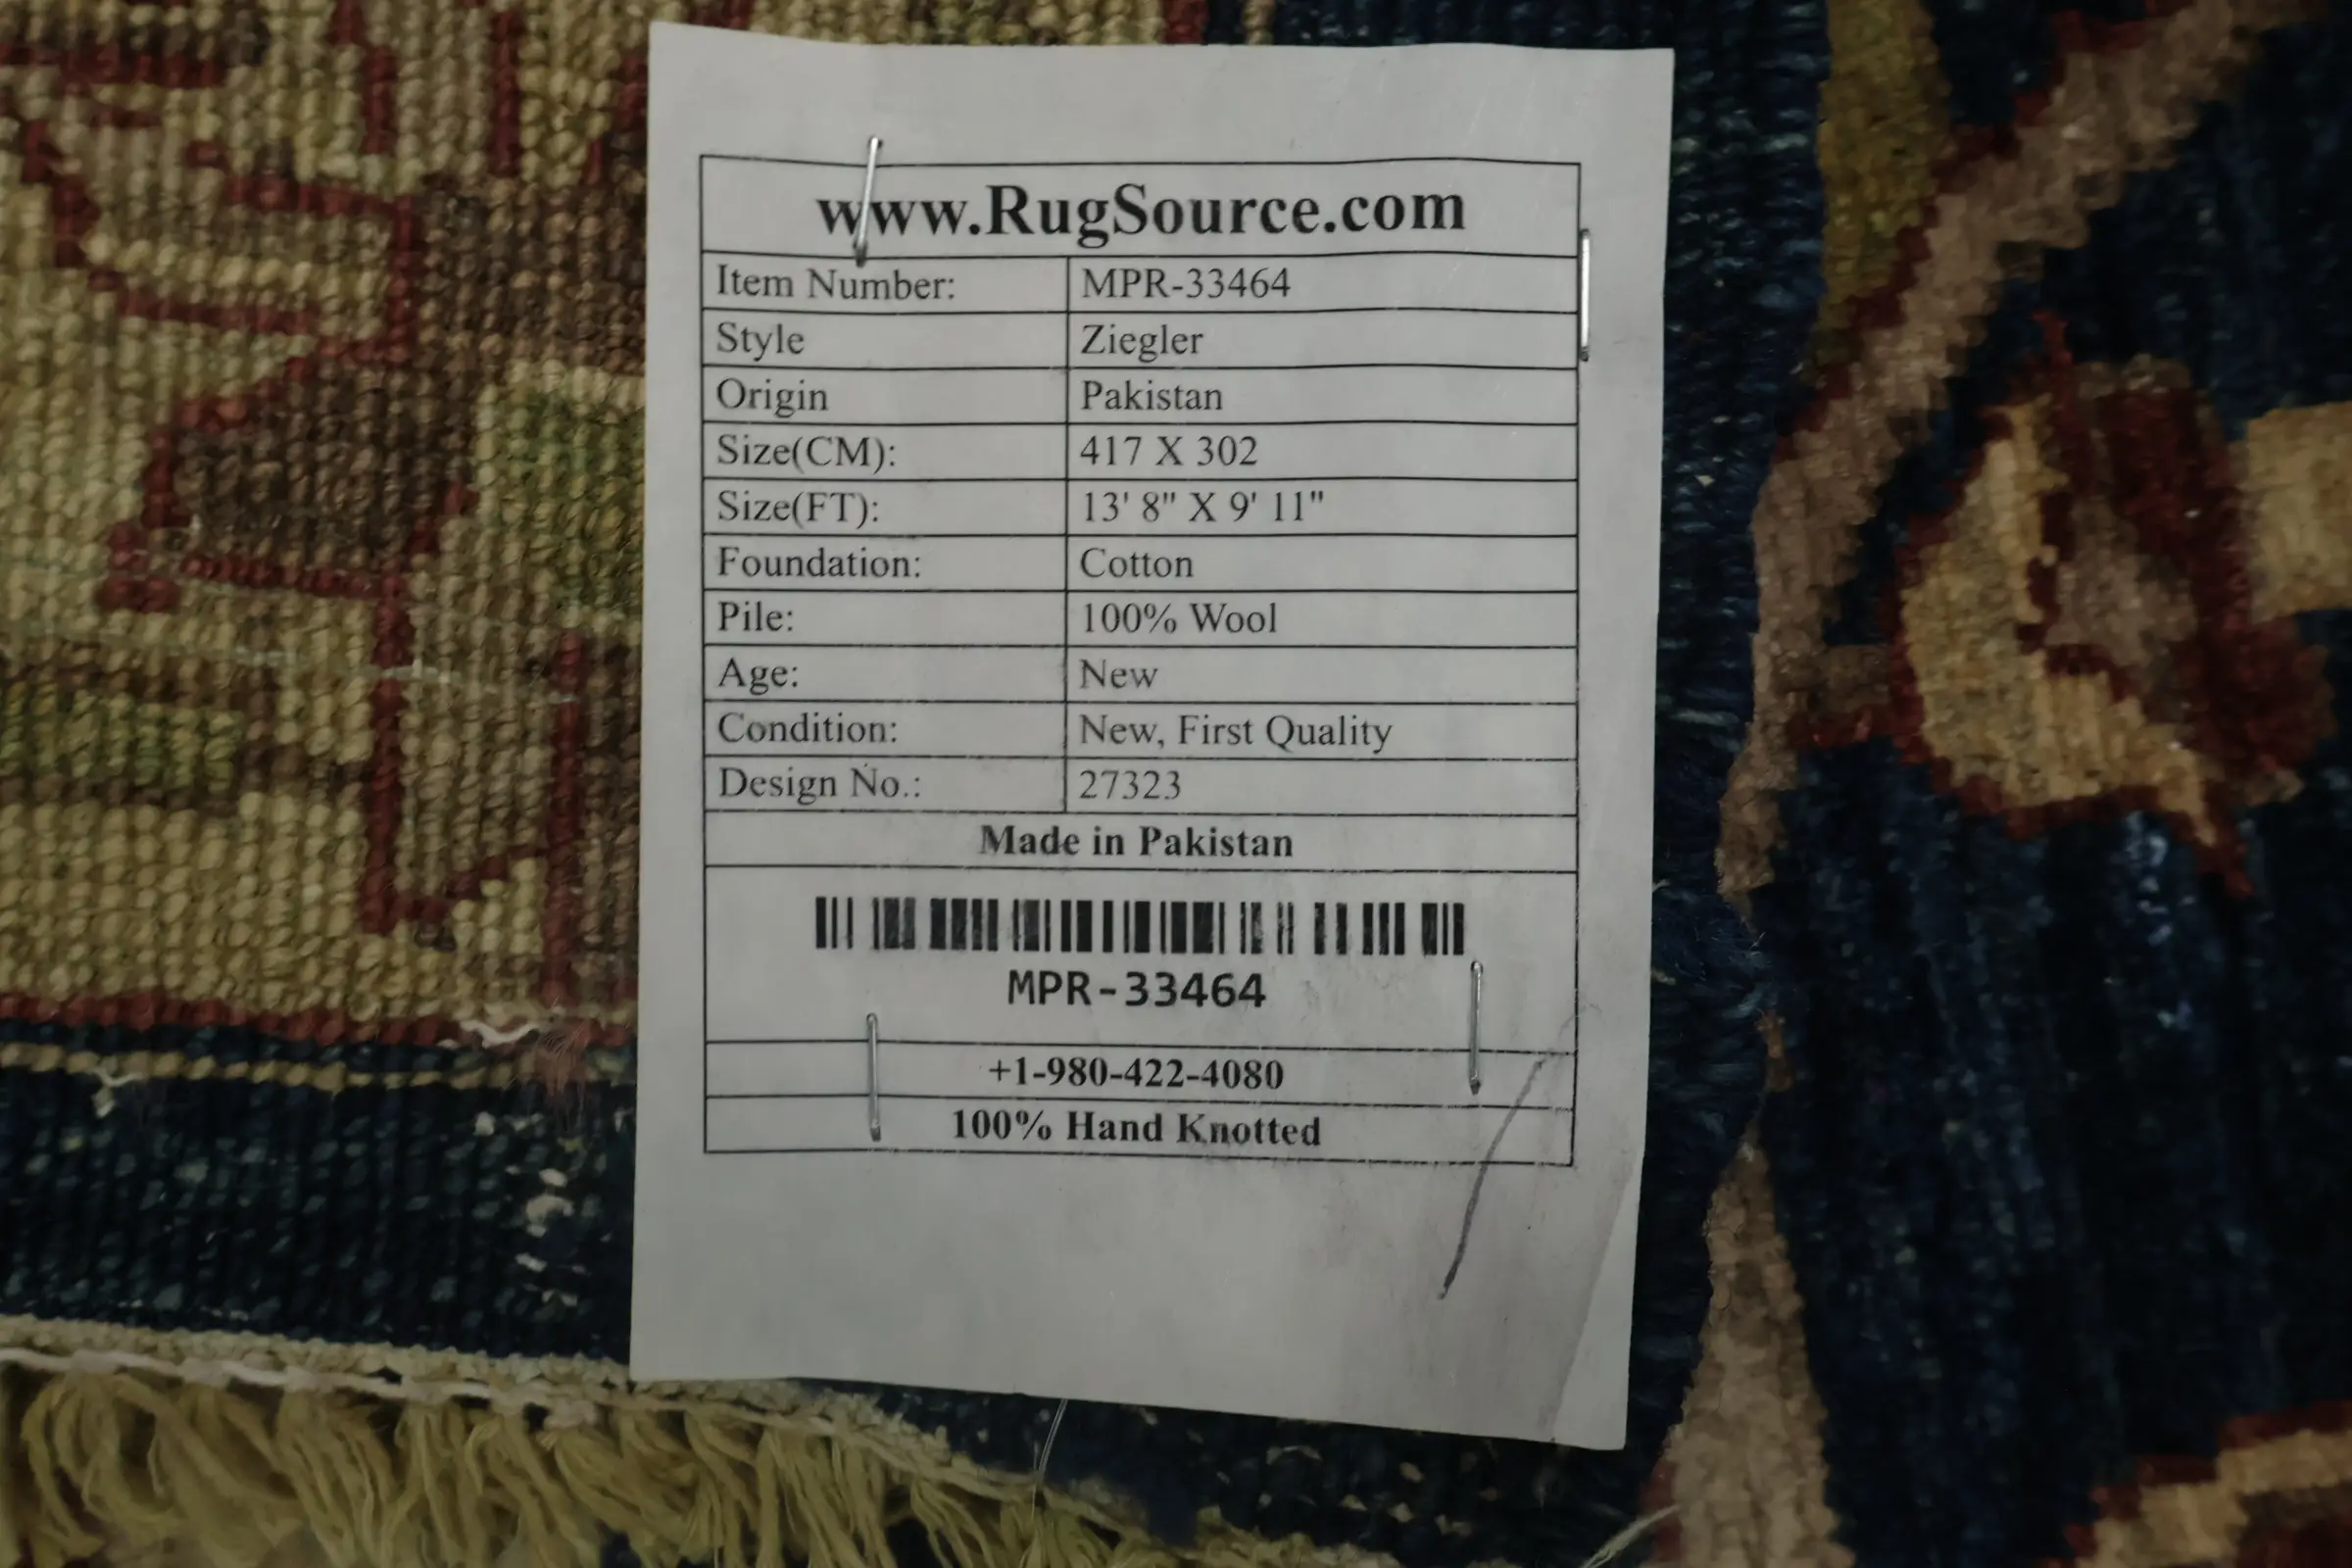 www.RugSource.com
Item Number: MPR-33464
Style Ziegler
Origin Pakistan
Size(CM): 417 X 302
Size(FT): 13' 8" X 9' 11"
Foundation: Cotton
Pile: 100% Wool
Age: New
Condition: New, First Quality
Design No.: 27323
Made in Pakistan
MPR-33464
+1-980-422-4080
100% Hand Knotted